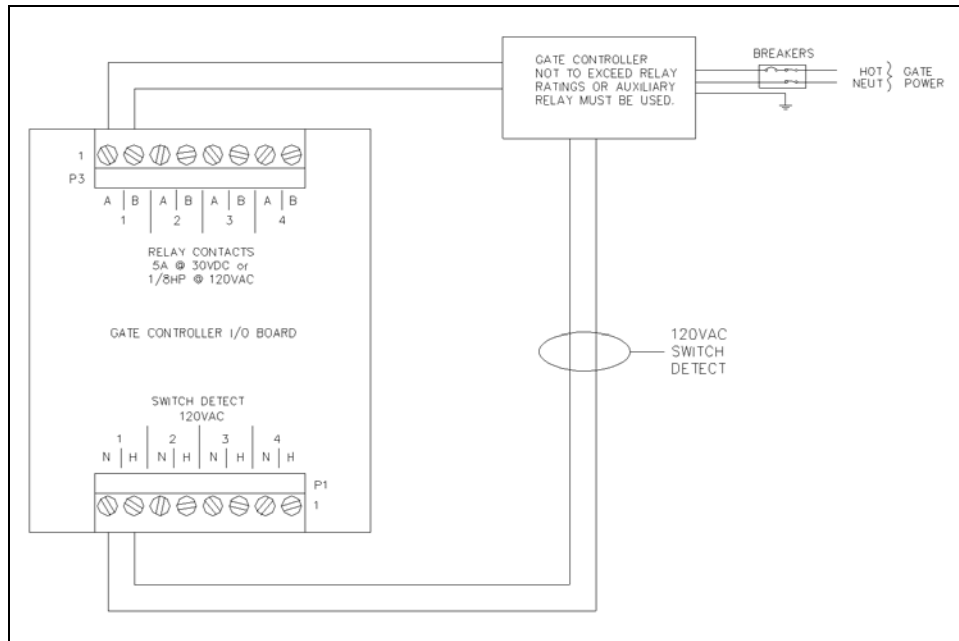 GATE CONTROLLER
NOT TO EXCEED RELAY
RATINGS OR AUXILIARY
RELAY MUST BE USED.
BREAKERS
HOT
NEUT
GATE
POWER
1
P3
A B A B A B A B
1 2 3 4
RELAY CONTACTS
5A @ 30VDC or
1/8HP @ 120VAC
GATE CONTROLLER I/O BOARD
120VAC
SWITCH
DETECT
SWITCH DETECT
120VAC
1 2 3 4
N H N H N H N H
P1
1